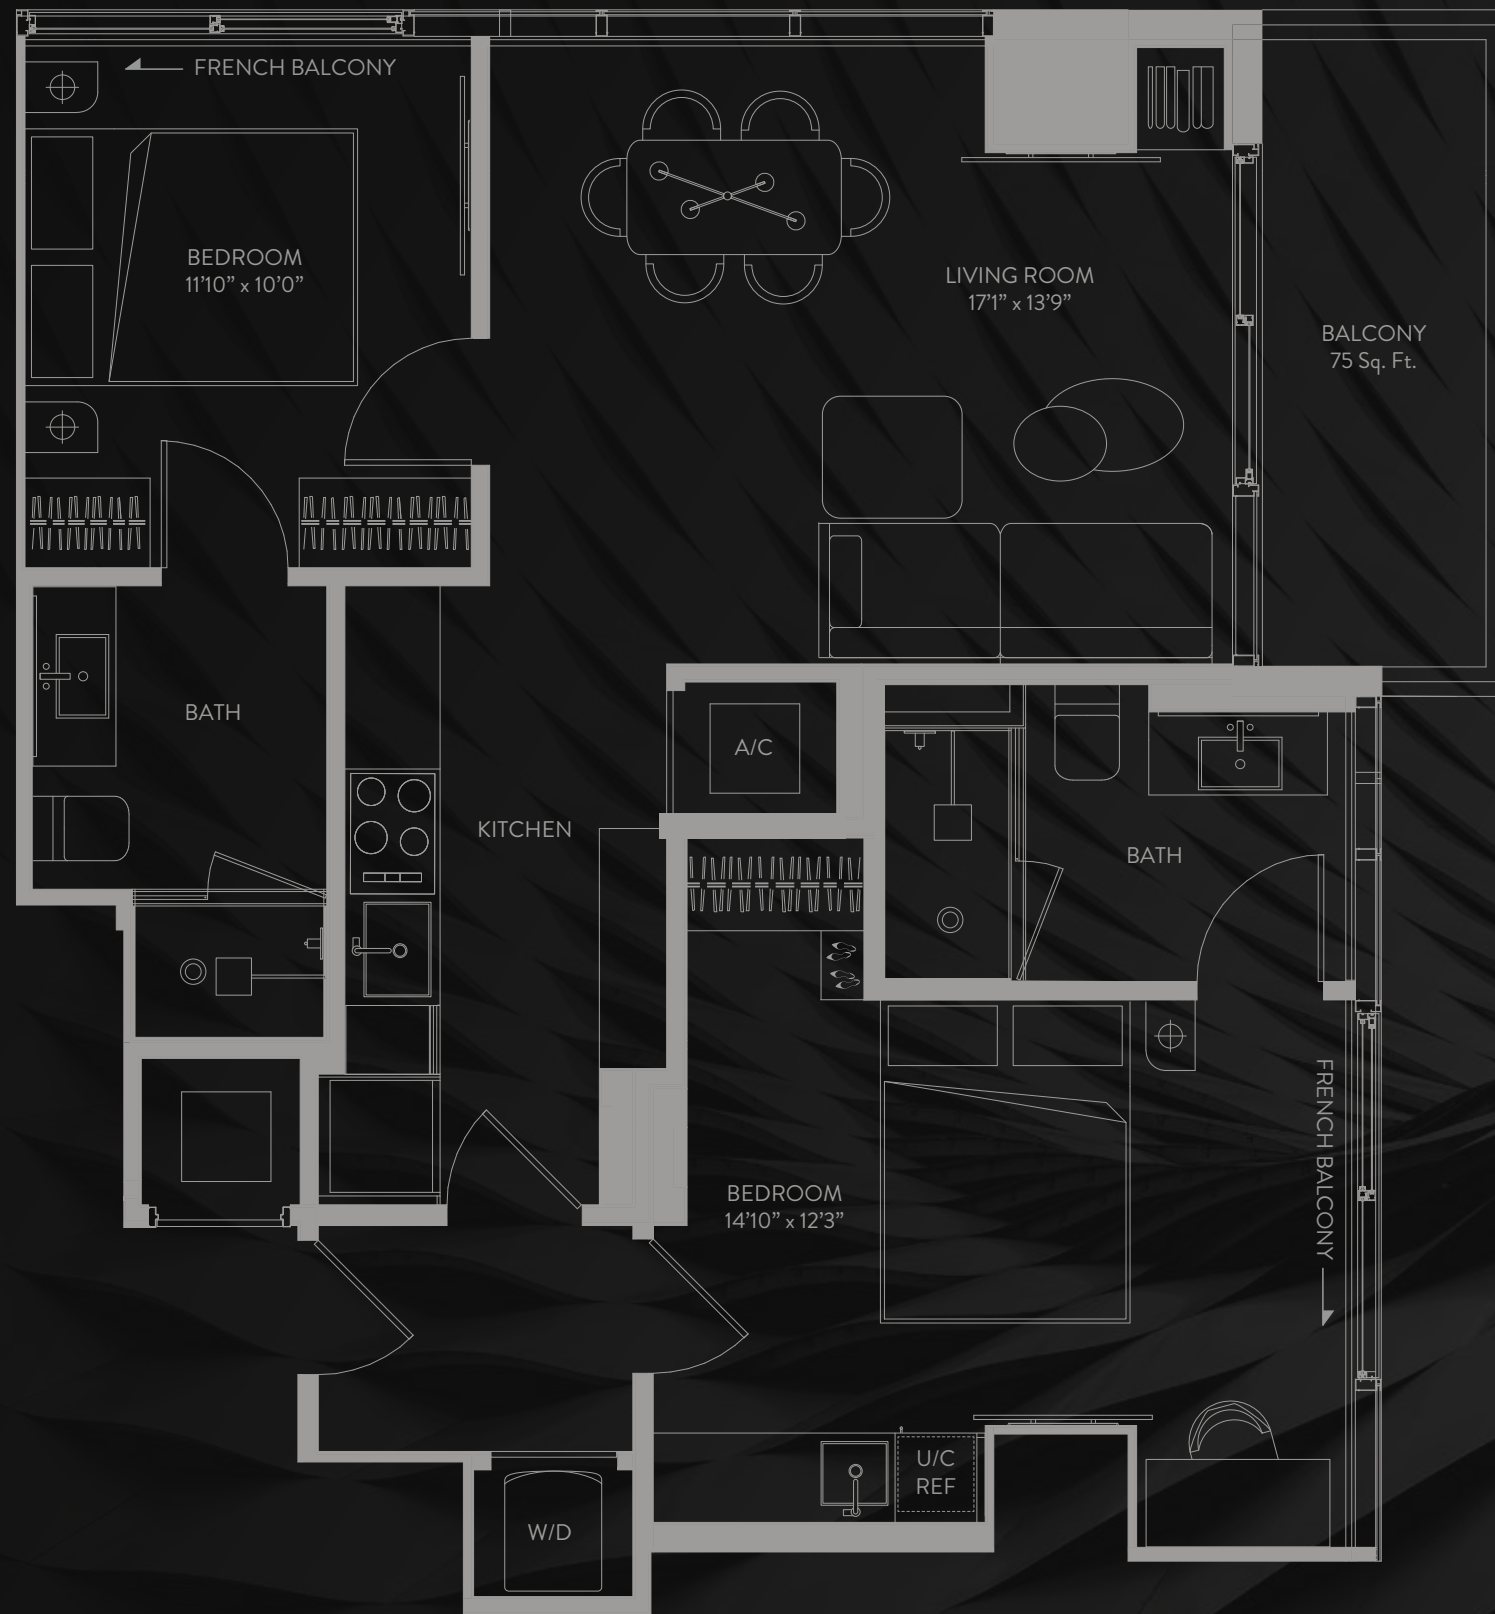 FRENCH BALCONY
BEDROOM
11'10” x 10'0”
LIVING ROOM
17'1” x 13'9”
BALCONY
75 Sq. Ft.
BATH
A/C
KITCHEN
BATH
BEDROOM
14'10” x 12'3”
FRENCH BALCONY
U/C
REF
W/D